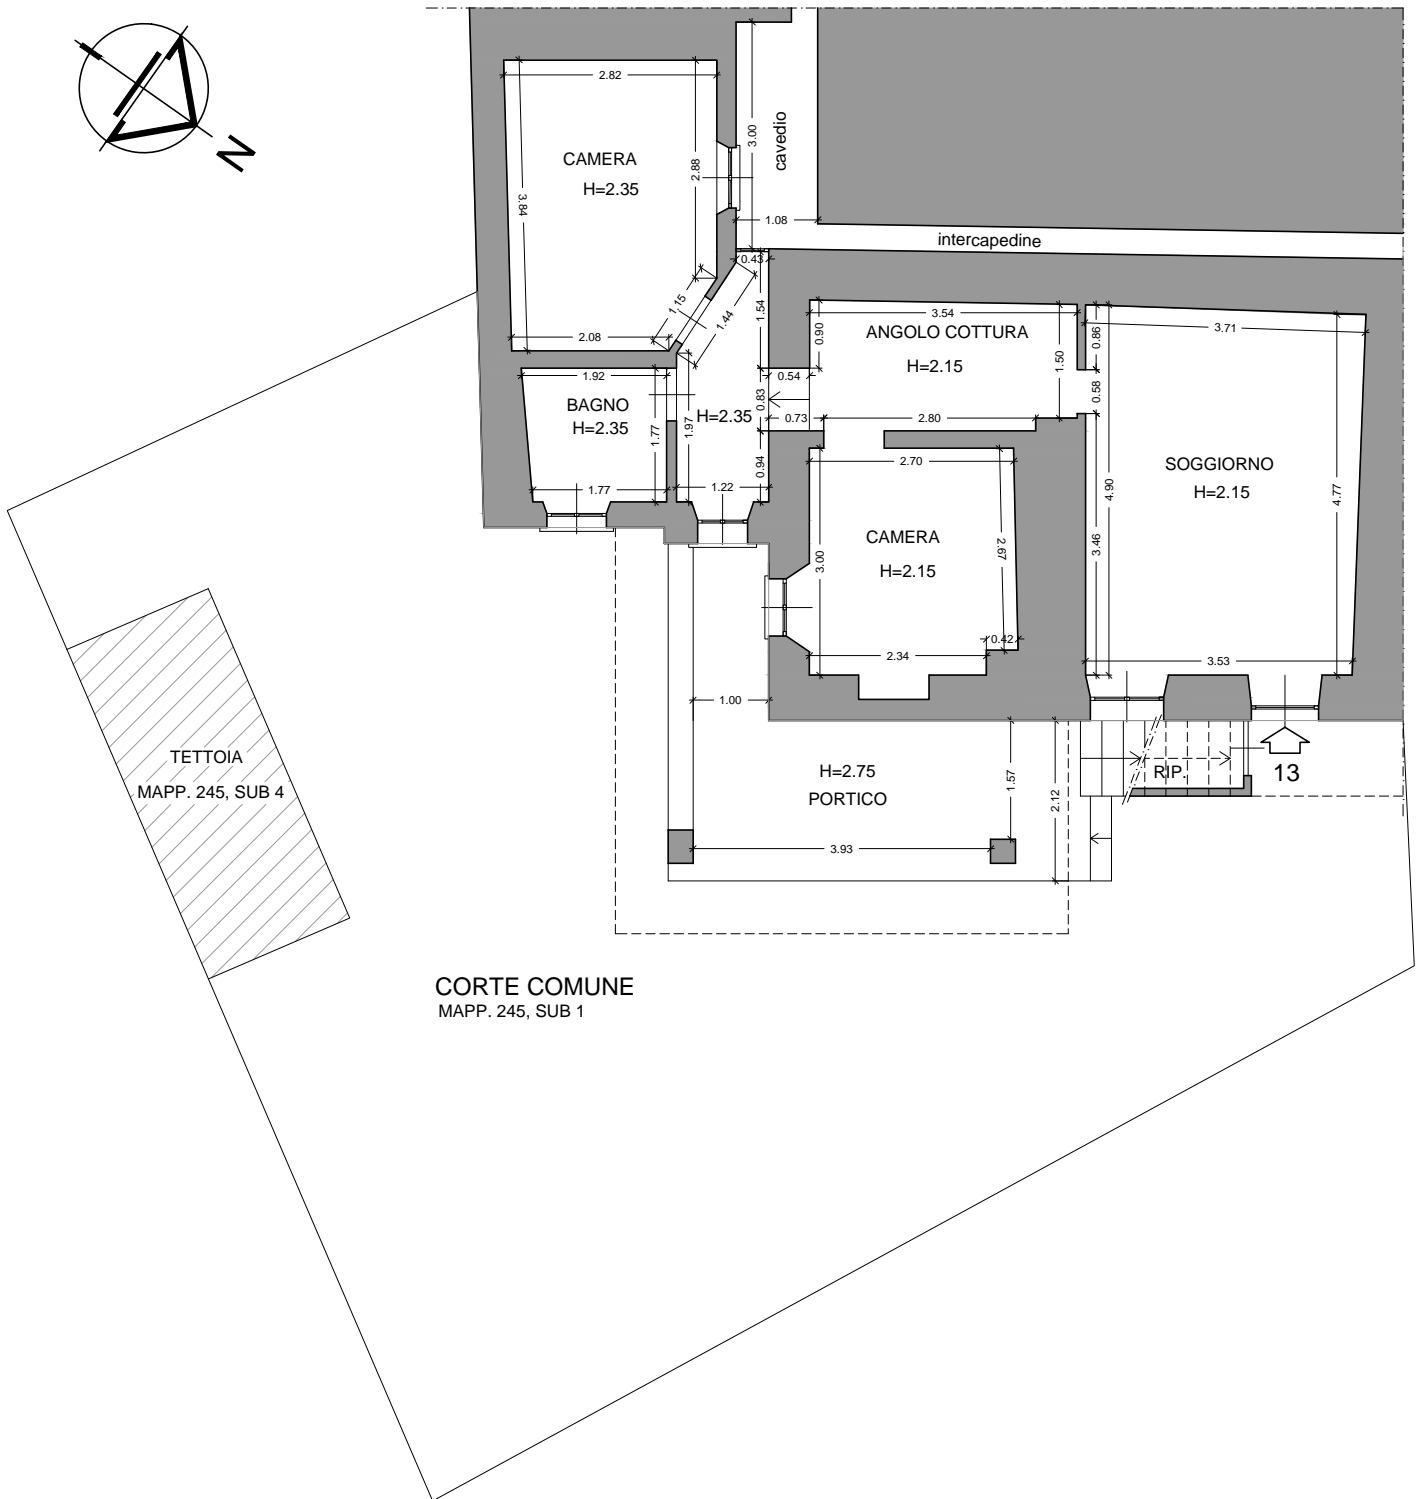 N
2.82
CAMERA
H=2.35
2.88
3.84
2.08
1.15
1.44
3.00
cavedio
1.08
intercapedine
0.43
1.54
0.90
3.54
ANGOLO COTTURA
H=2.15
1.50
0.86
0.58
3.71
1.92
BAGNO
H=2.35
1.77
1.77
1.97
H=2.35
0.83
0.54
0.73
2.80
0.94
1.22
2.70
CAMERA
H=2.15
3.00
2.67
0.42
2.34
SOGGIORNO
H=2.15
4.90
4.77
3.46
3.53
1.00
H=2.75
PORTICO
1.57
2.12
3.93
RIP.
13
TETTOIA
MAPP. 245, SUB 4
CORTE COMUNE
MAPP. 245, SUB 1